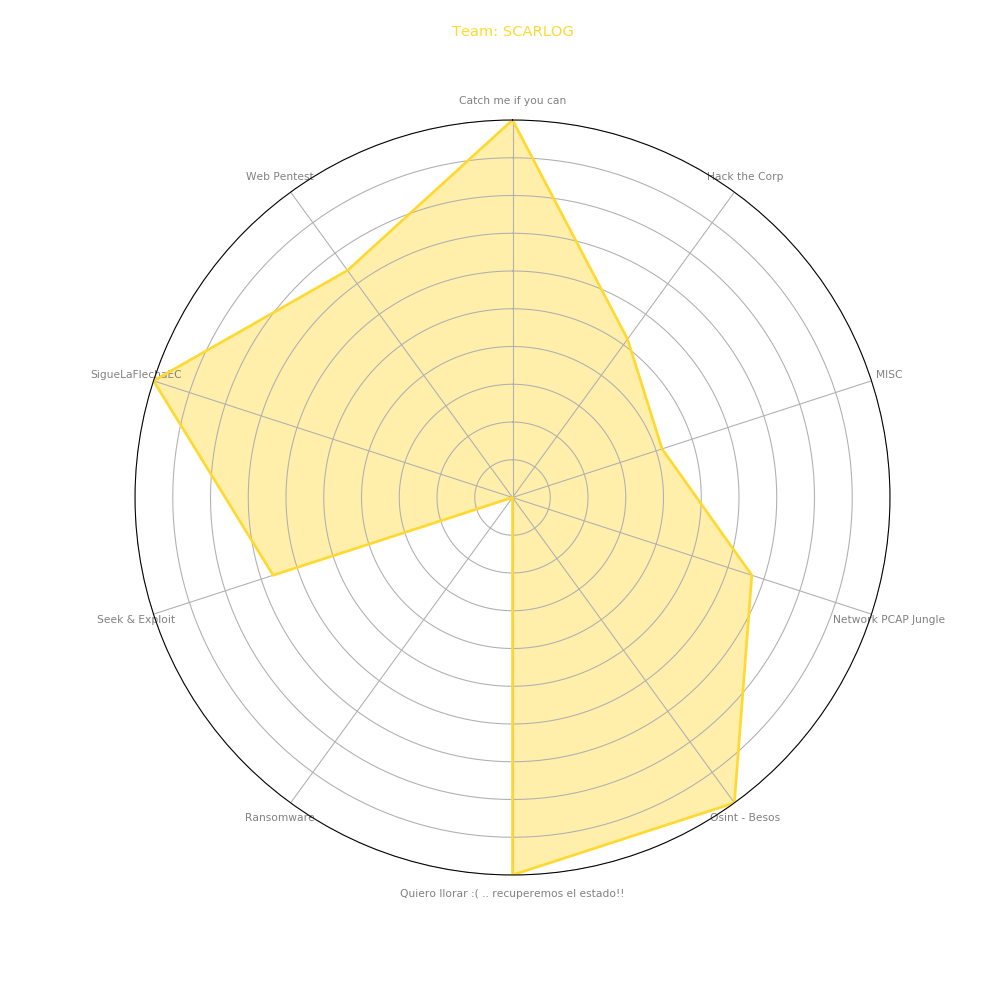 Team: SCARLOG
Catch me if you can
Web Pentest
Hack the Corp
SigueLaFlechaEC
MISC
Seek & Exploit
Network PCAP Jungle
Ransomware
Osint - Besos
Quiero llorar :( .. recuperemos el estado!!